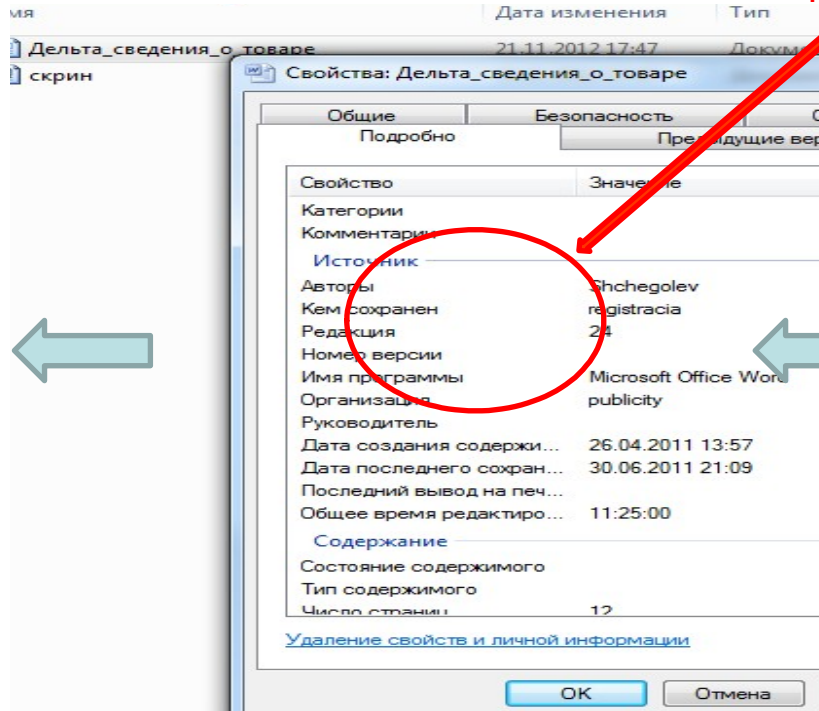 мя Дата изменения Тип
Дельта_сведения_о_товаре 21.11.2012 17:47
скрин
Свойства: Дельта_сведения_о_товаре
Общие Безопасность
Подробно Предыдущие вер
Свойство Значение
Категории
Комментарии
Источник
Авторы Shchegolev
Кем сохранен registracia
Редакция 24
Номер версии
Имя программы Microsoft Office Word
Организация publicity
Руководитель
Дата создания содержи... 26.04.2011 13:57
Дата последнего сохран... 30.06.2011 21:09
Последний вывод на печ...
Общее время редактиро... 11:25:00
Содержание
Состояние содержимого
Тип содержимого
Число страниц 12
Удаление свойств и личной информации
OK Отмена